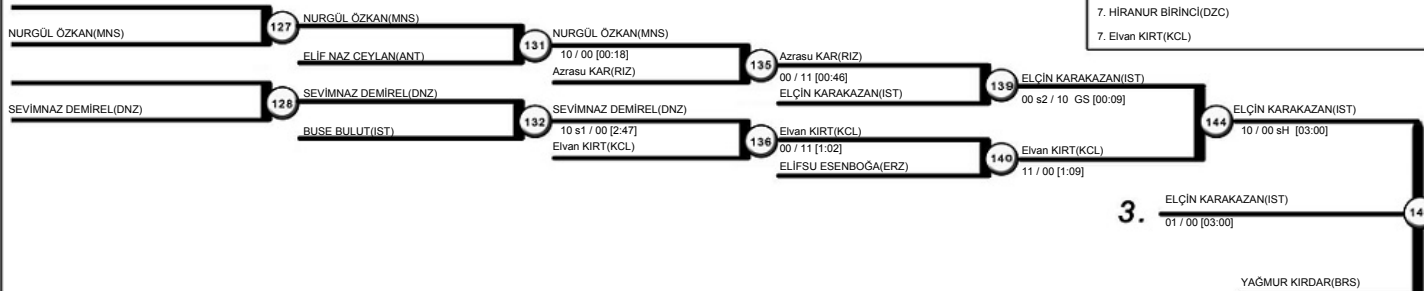 7. HİRANUR BİRİNCİ(DZC)
7. Elvan KIRT(KCL)
NURGÜL ÖZKAN(MNS)
127
NURGÜL ÖZKAN(MNS)
ELİF NAZ CEYLAN(ANT)
131
NURGÜL ÖZKAN(MNS)
10 / 00 [00:18]
Azrasu KAR(RIZ)
135
Azrasu KAR(RIZ)
00 / 11 [00:46]
ELÇİN KARAKAZAN(IST)
139
ELÇİN KARAKAZAN(IST)
00 s2 / 10 GS [00:09]
SEVİMNAZ DEMİREL(DNZ)
128
SEVİMNAZ DEMİREL(DNZ)
BUSE BULUT(IST)
132
SEVİMNAZ DEMİREL(DNZ)
10 s1 / 00 [2:47]
Elvan KIRT(KCL)
136
Elvan KIRT(KCL)
00 / 11 [1:02]
ELİFSU ESENBOĞA(ERZ)
140
Elvan KIRT(KCL)
11 / 00 [1:09]
144
ELÇİN KARAKAZAN(IST)
10 / 00 sH [03:00]
3.
ELÇİN KARAKAZAN(IST)
01 / 00 [03:00]
YAĞMUR KIRDAR(BRS)